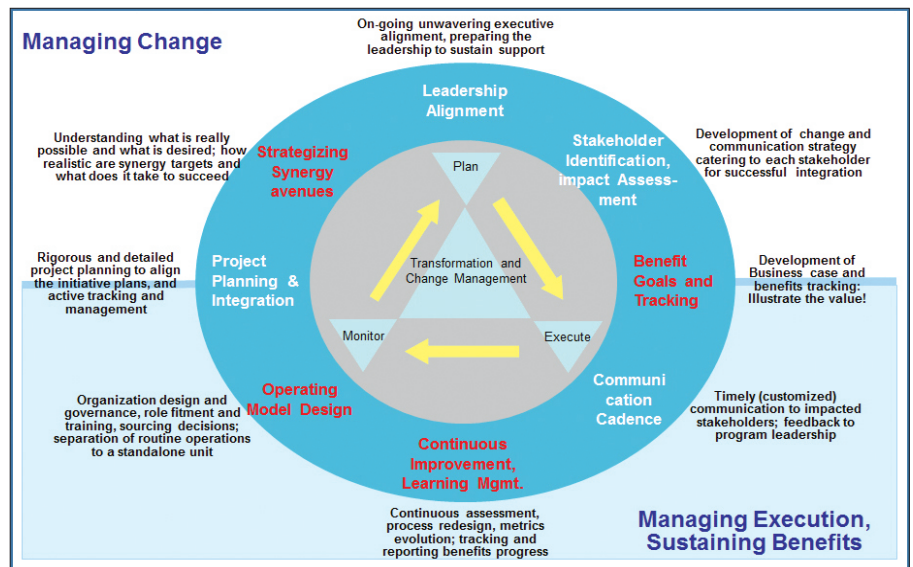 Managing Change
On-going unwavering executive
alignment, preparing the
leadership to sustain support
Leadership
Alignment
Understanding what is really
possible and what is desired; how
realistic are synergy targets and
what does it take to succeed
Strategizing
Synergy
avenues
Stakeholder
Identification,
impact Assess-
ment
Development of change and
communication strategy
catering to each stakeholder
for successful integration
Plan
Rigorous and detailed
project planning to align
the initiative plans, and
active tracking and
management
Project
Planning &
Integration
Transformation and
Change Management
Benefit
Goals and
Tracking
Development of
Business case and
benefits tracking:
Illustrate the value!
Monitor
Execute
Organization design and
governance, role fitment and
training, sourcing decisions;
separation of routine operations
to a standalone unit
Operating
Model Design
Communi
cation
Cadence
Timely (customized)
communication to impacted
stakeholders; feedback to
program leadership
Continuous
Improvement,
Learning Mgmt.
Continuous assessment,
process redesign, metrics
evolution; tracking and
reporting benefits progress
Managing Execution,
Sustaining Benefits